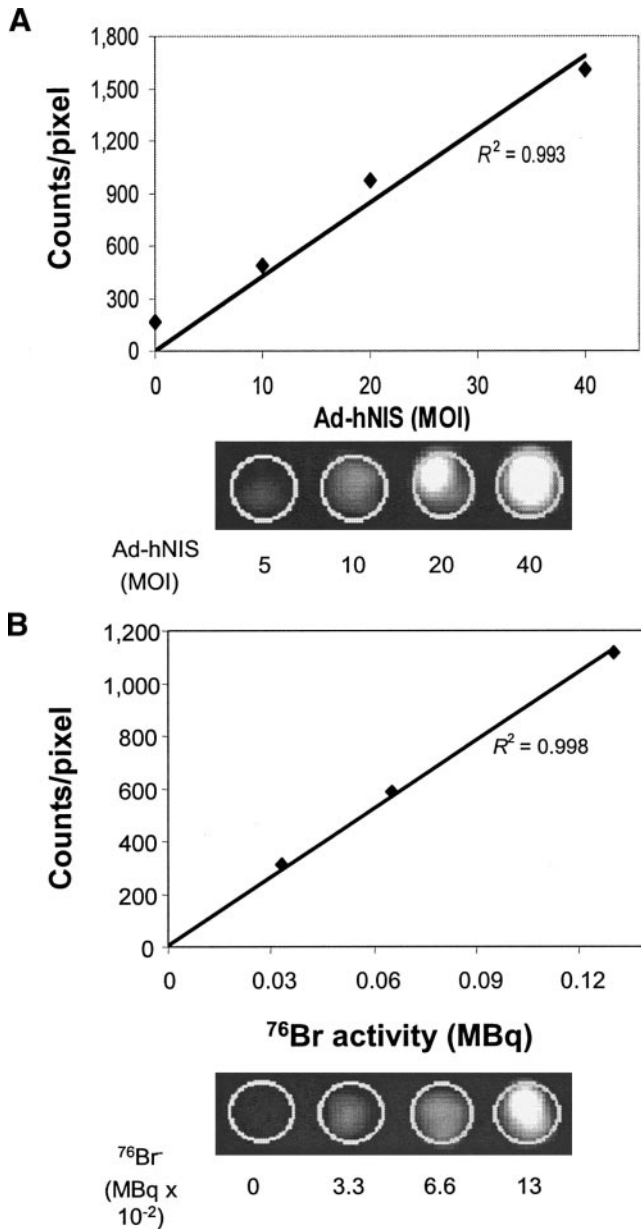 A
1,800
1,500
1,200
900
600
300
0
Counts/pixel
R² = 0.993
0 10 20 30 40
Ad-hNIS (MOI)
Ad-hNIS
(MOI)
5 10 20 40
B
1,200
1,000
800
600
400
200
0
Counts/pixel
R² = 0.998
0 0.03 0.06 0.09 0.12
⁷⁶Br activity (MBq)
⁷⁶Br⁻
(MBq x
10⁻²)
0 3.3 6.6 13